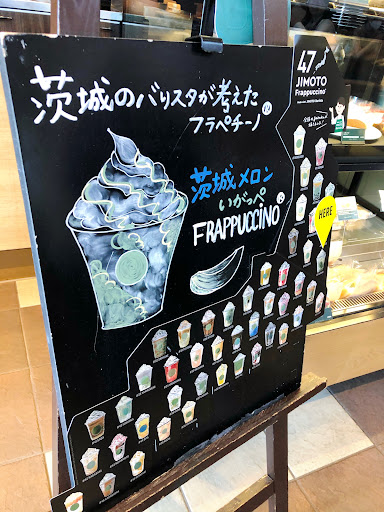 47
JIMOTO
Frappuccino®
茨城のバリスタが考えた
フラペチーノ®
茨城メロン
いがっぺ
FRAPPUCCINO®
HERE